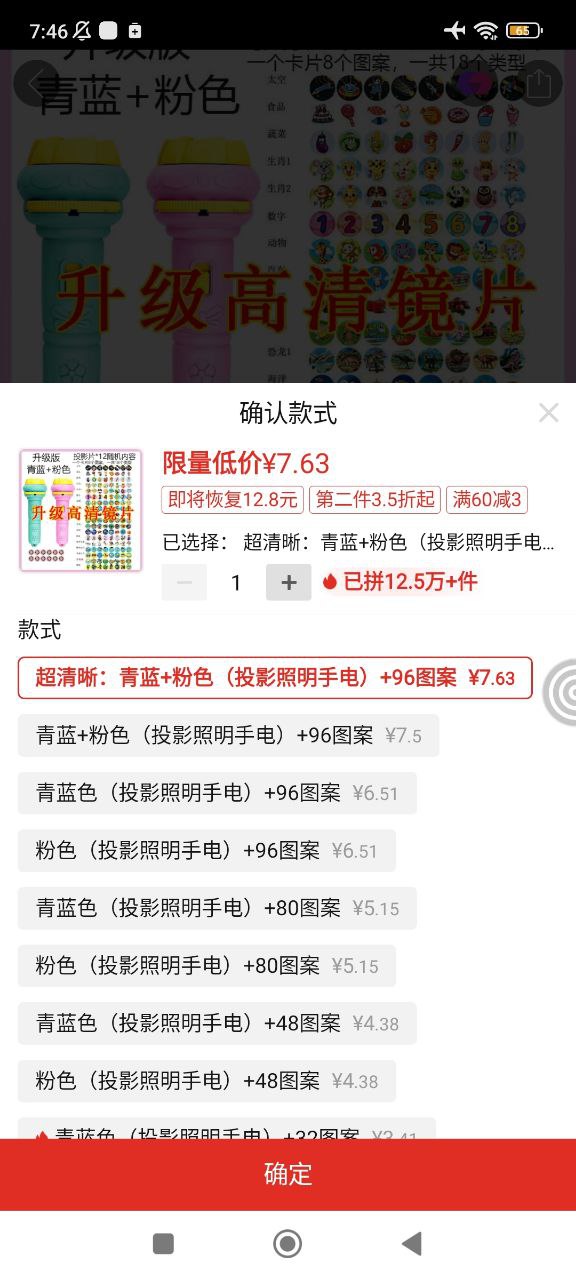 7:46
65
升级版
一个卡片8个图案，一共18个类型
青蓝+粉色
太空
食品
蔬菜
生肖1
生肖2
数字
1 2 3 4 5 6 7 8
动物
升级高清镜片
恐龙1
海洋
确认款式
升级版
青蓝+粉色
升级高清镜片
限量低价¥7.63
即将恢复12.8元 第二件3.5折起 满60减3
已选择： 超清晰：青蓝+粉色（投影照明手电...
1 + 已拼12.5万+件
款式
超清晰：青蓝+粉色（投影照明手电）+96图案 ¥7.63
青蓝+粉色（投影照明手电）+96图案 ¥7.5
青蓝色（投影照明手电）+96图案 ¥6.51
粉色（投影照明手电）+96图案 ¥6.51
青蓝色（投影照明手电）+80图案 ¥5.15
粉色（投影照明手电）+80图案 ¥5.15
青蓝色（投影照明手电）+48图案 ¥4.38
粉色（投影照明手电）+48图案 ¥4.38
青蓝色（投影照明手电）+32图案 ¥3.41
确定